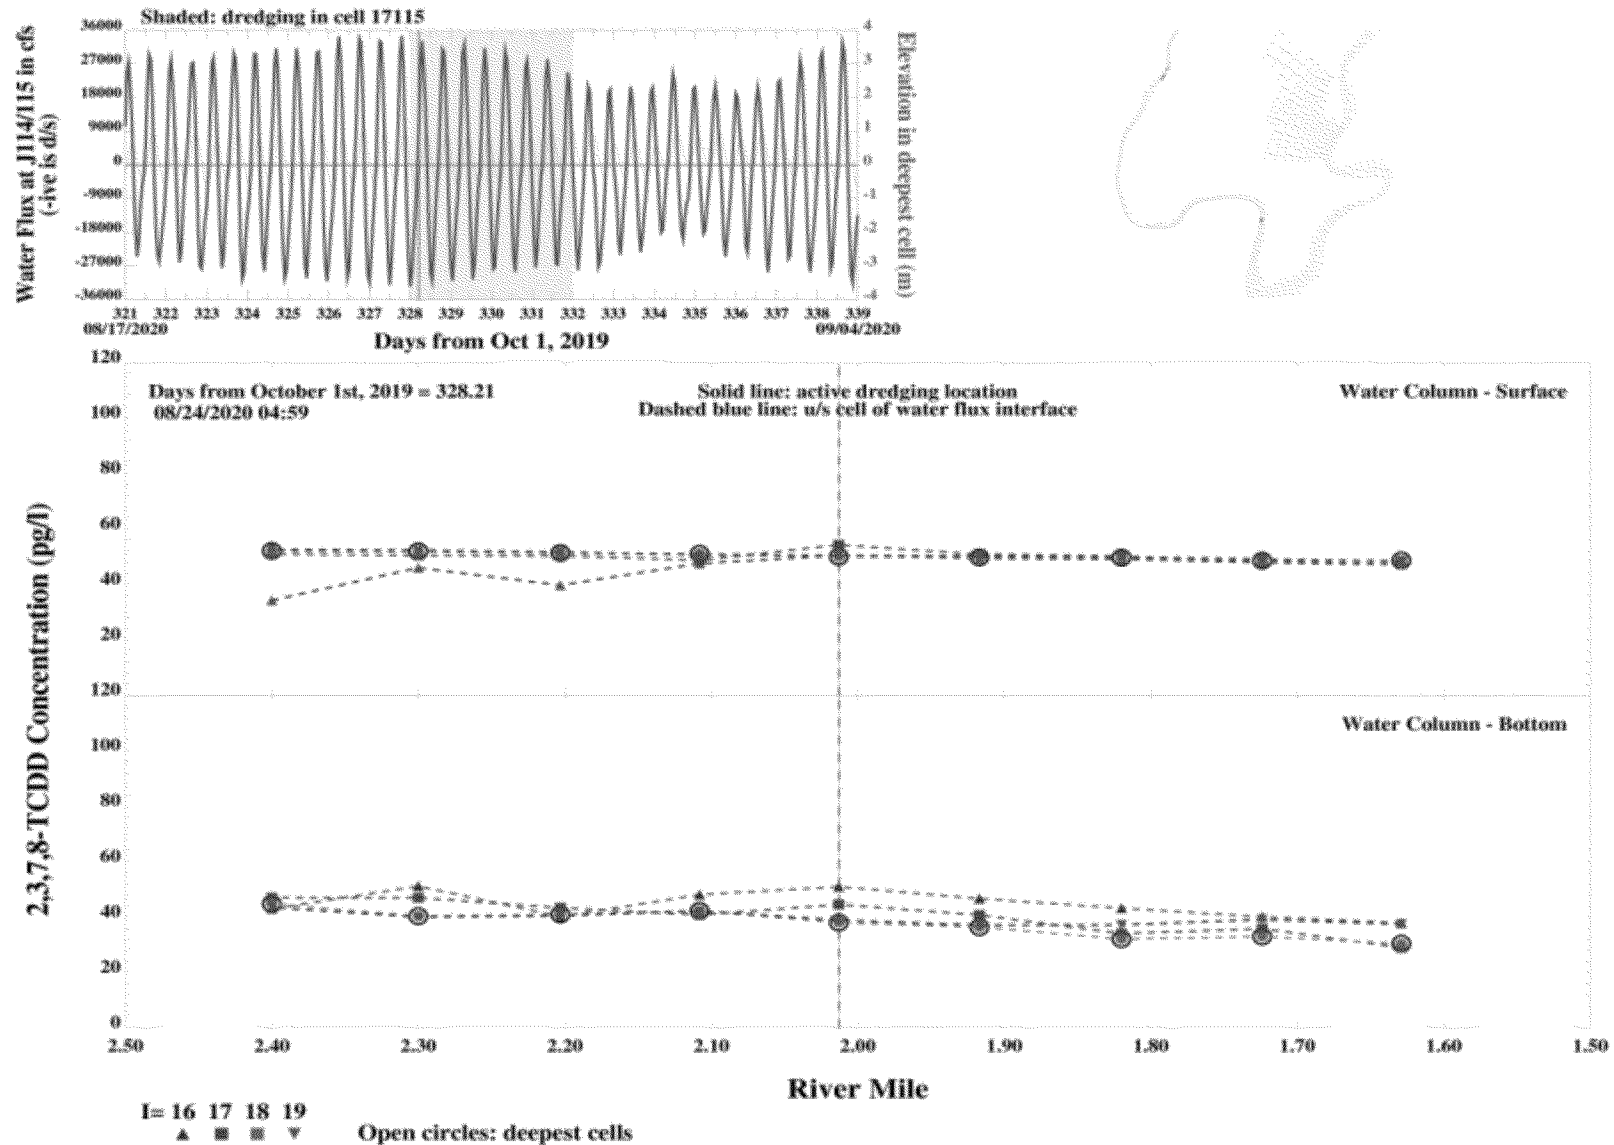 Shaded: dredging in cell 17115
Water Flux at J114/115 in cfs
(-ive is d/s)
36000
27000
18000
9000
0
-9000
-18000
-27000
-36000
4
3
2
1
0
-1
-2
-3
-4
Elevation in deepest cell (m)
321 322 323 324 325 326 327 328 329 330 331 332 333 334 335 336 337 338 339
08/17/2020 09/04/2020
Days from Oct 1, 2019
2,3,7,8-TCDD Concentration (pg/l)
120
100
80
60
40
20
Days from October 1st, 2019 = 328.21
08/24/2020 04:59
Solid line: active dredging location
Dashed blue line: u/s cell of water flux interface
Water Column - Surface
120
100
80
60
40
20
0
Water Column - Bottom
2.50 2.40 2.30 2.20 2.10 2.00 1.90 1.80 1.70 1.60 1.50
River Mile
I= 16 17 18 19
Open circles: deepest cells